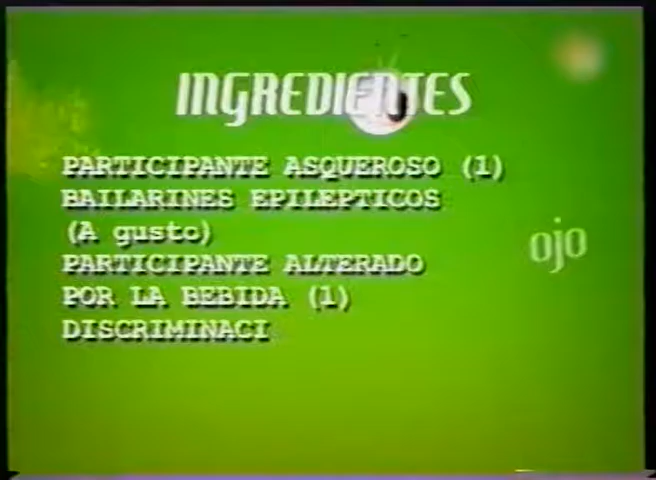 INGREDIENTES
PARTICIPANTE ASQUEROSO (1)
BAILARINES EPILEPTICOS
(A gusto)
PARTICIPANTE ALTERADO
POR LA BEBIDA (1)
DISCRIMINACI
ojo